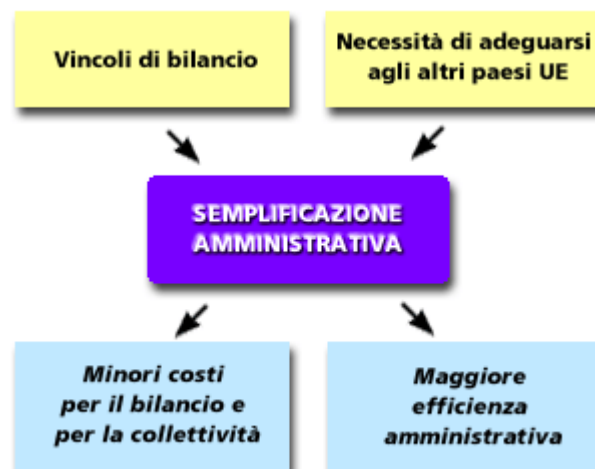 Vincoli di bilancio
Necessità di adeguarsi
agli altri paesi UE
SEMPLIFICAZIONE
AMMINISTRATIVA
Minori costi
per il bilancio e
per la collettività
Maggiore
efficienza
amministrativa